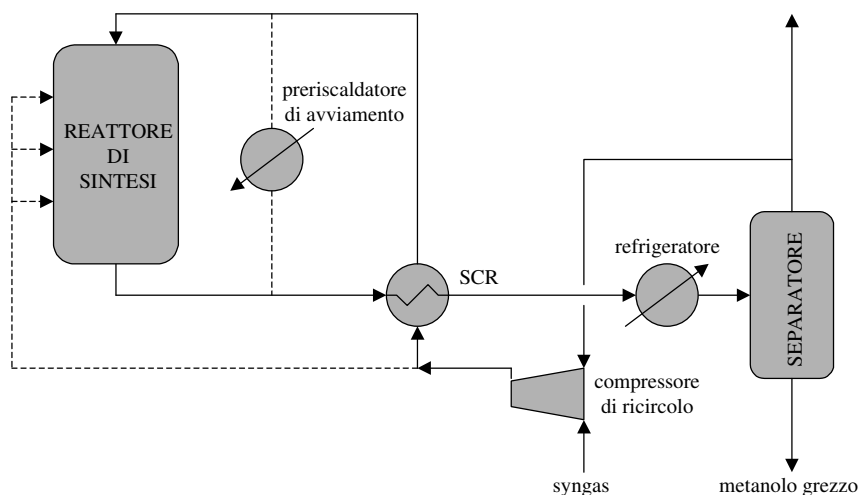 preriscaldatore
di avviamento
REATTORE
DI
SINTESI
refrigeratore
SCR
SEPARATORE
compressore
di ricircolo
syngas
metanolo grezzo